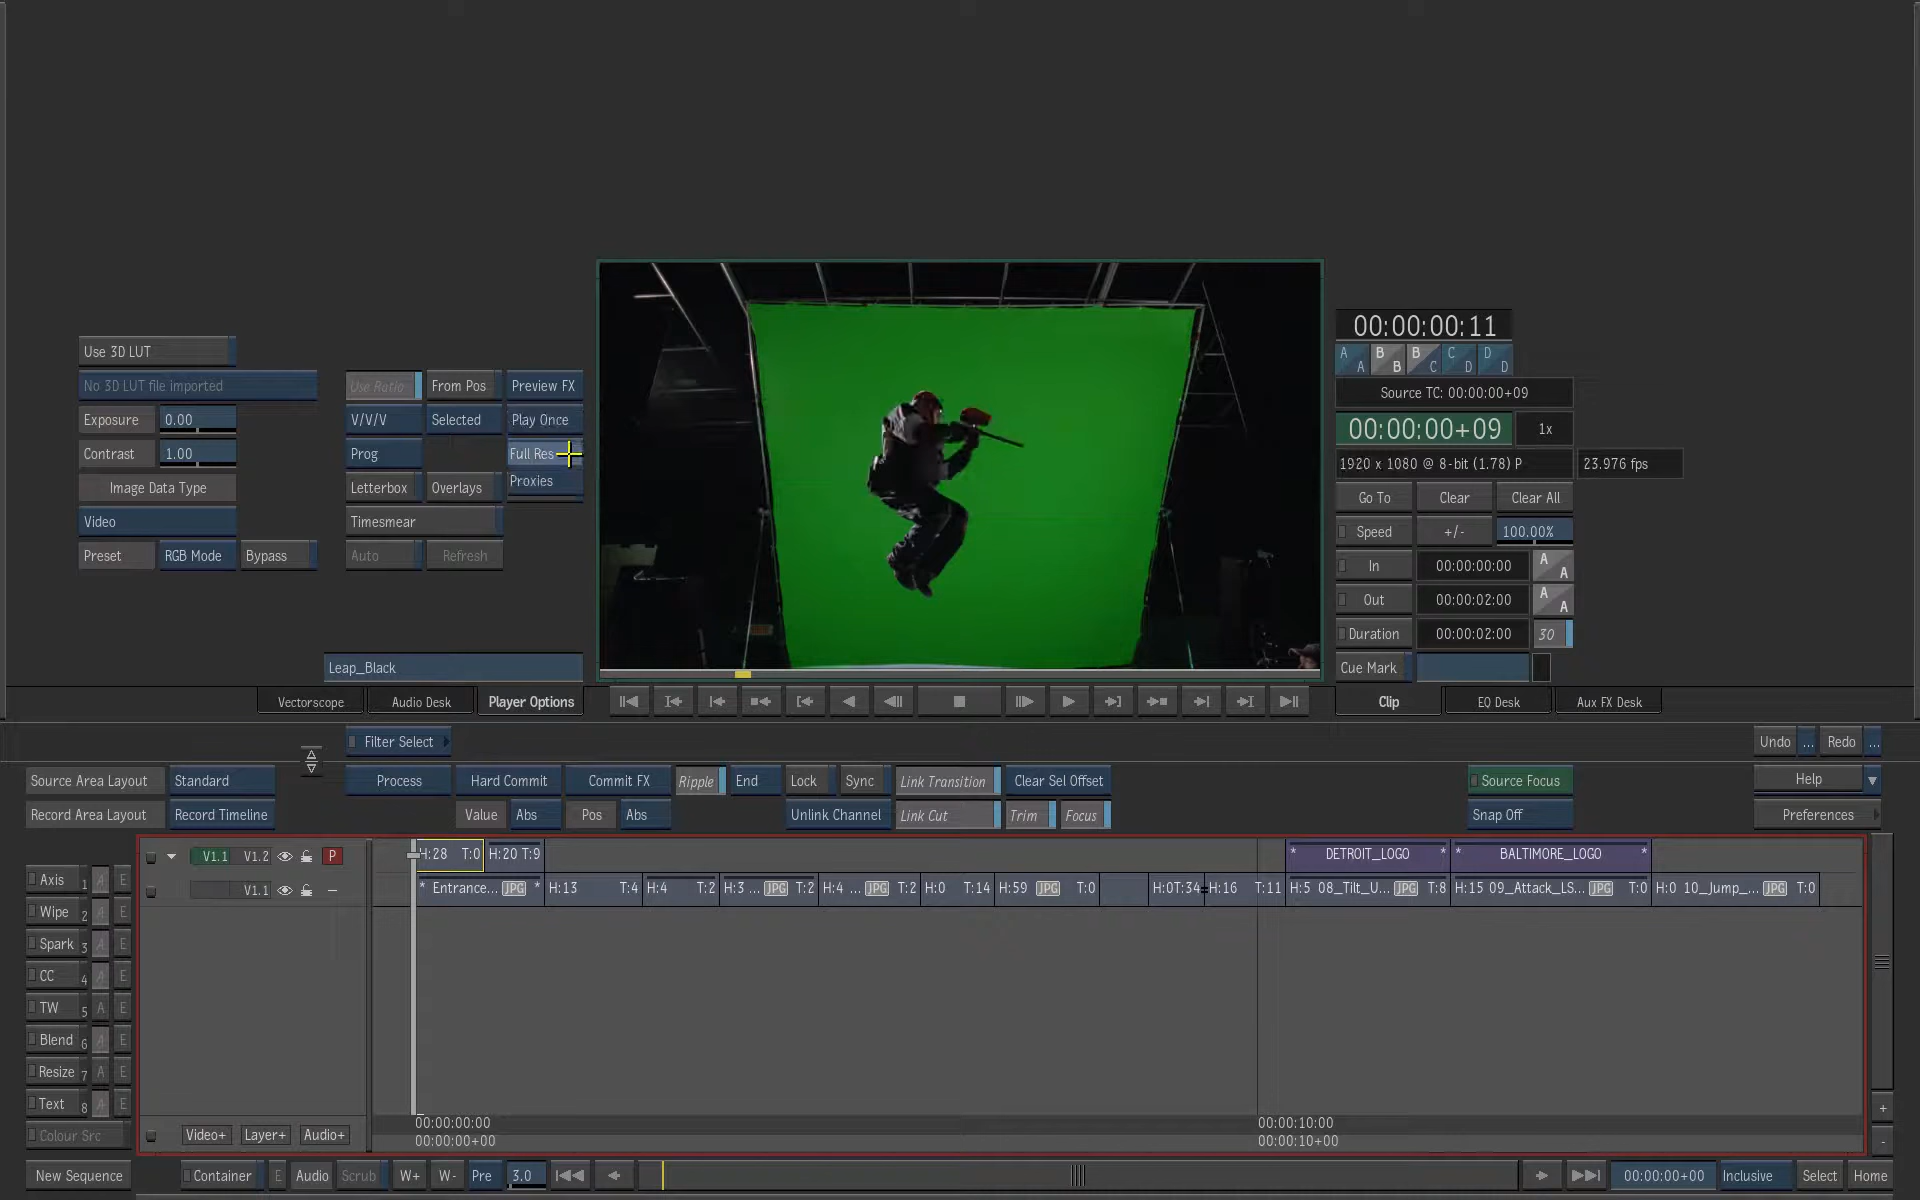 00:00:00:11
A A B B B C C D D D
Use 3D LUT
No 3D LUT file imported
Use Ratio From Pos Preview FX
Source TC: 00:00:00+09
Exposure 0.00
V/V/V Selected Play Once
00:00:00+09 1x
Contrast 1.00
Prog Full Res
1920 x 1080 @ 8-bit (1.78) P 23.976 fps
Proxies
Image Data Type
Letterbox Overlays
Go To Clear Clear All
Video
Timesmear
Speed +/- 100.00%
Preset RGB Mode Bypass
Auto Refresh
In 00:00:00:00 A A
Out 00:00:02:00 A A
Duration 00:00:02:00 30
Leap_Black
Cue Mark
Vectorscope Audio Desk Player Options
Clip EQ Desk Aux FX Desk
Filter Select
Undo ... Redo ...
Source Area Layout Standard
Process Hard Commit Commit FX Ripple End Lock Sync Link Transition Clear Sel Offset
Source Focus
Help
Record Area Layout Record Timeline
Value Abs Pos Abs Unlink Channel Link Cut Trim Focus
Snap Off
Preferences
V1.1 V1.2 P
H:28 T:0 H:20 T:9
* DETROIT_LOGO * * BALTIMORE_LOGO *
V1.1
* Entrance... JPG * H:13 T:4 H:4 T:2 H:3 ... JPG T:2 H:4 ... JPG T:2 H:0 T:14 H:59 JPG T:0 H:0T:34 H:16 T:11 H:5 08_Tilt_U... JPG T:8 H:15 09_Attack_LS... JPG T:0 H:0 10_Jump_... JPG T:0
Axis 1 A E
Wipe 2 A E
Spark 3 A E
CC 4 A E
TW 5 A E
Blend 6 A E
Resize 7 A E
Text 8 A E
Colour Src
Video+ Layer+ Audio+
00:00:00:00 00:00:10:00
00:00:00+00 00:00:10+00
+
-
New Sequence Container E Audio Scrub W+ W- Pre 3.0
00:00:00+00 Inclusive Select Home